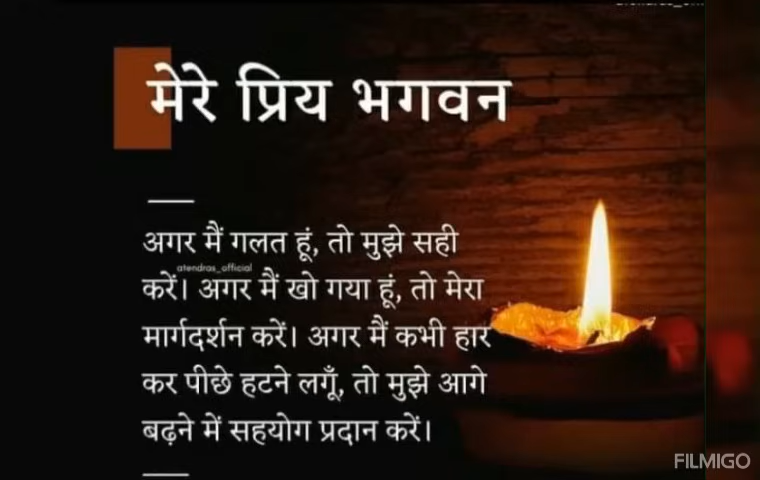 मेरे प्रिय भगवन
अगर मैं गलत हूं, तो मुझे सही
atendras_official
करें। अगर मैं खो गया हूं, तो मेरा
मार्गदर्शन करें। अगर मैं कभी हार
कर पीछे हटने लगूँ, तो मुझे आगे
बढ़ने में सहयोग प्रदान करें।
FILMIGO